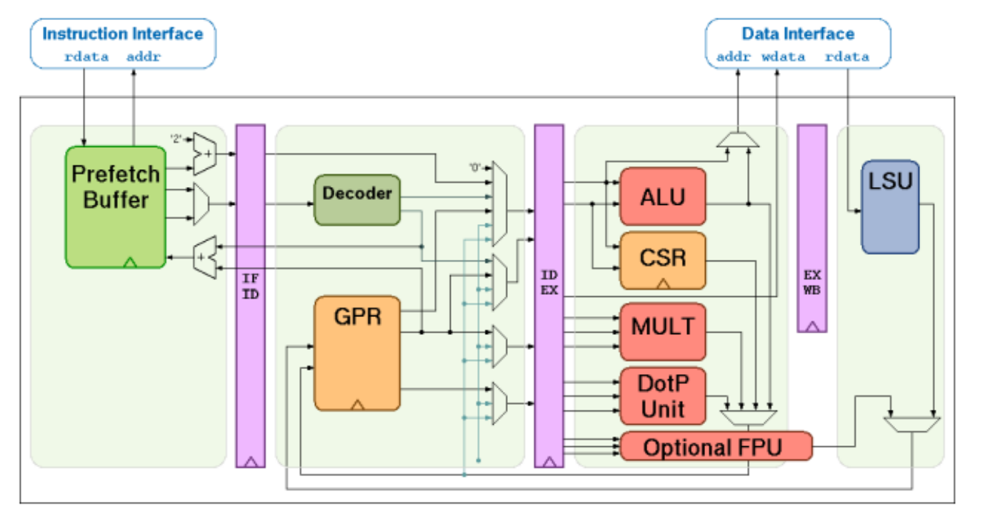 Instruction Interface
rdata addr
Data Interface
addr wdata rdata
Prefetch
Buffer
"2"
+
+
IF
ID
Decoder
GPR
"0"
ID
EX
ALU
CSR
MULT
DotP
Unit
Optional FPU
EX
WB
LSU